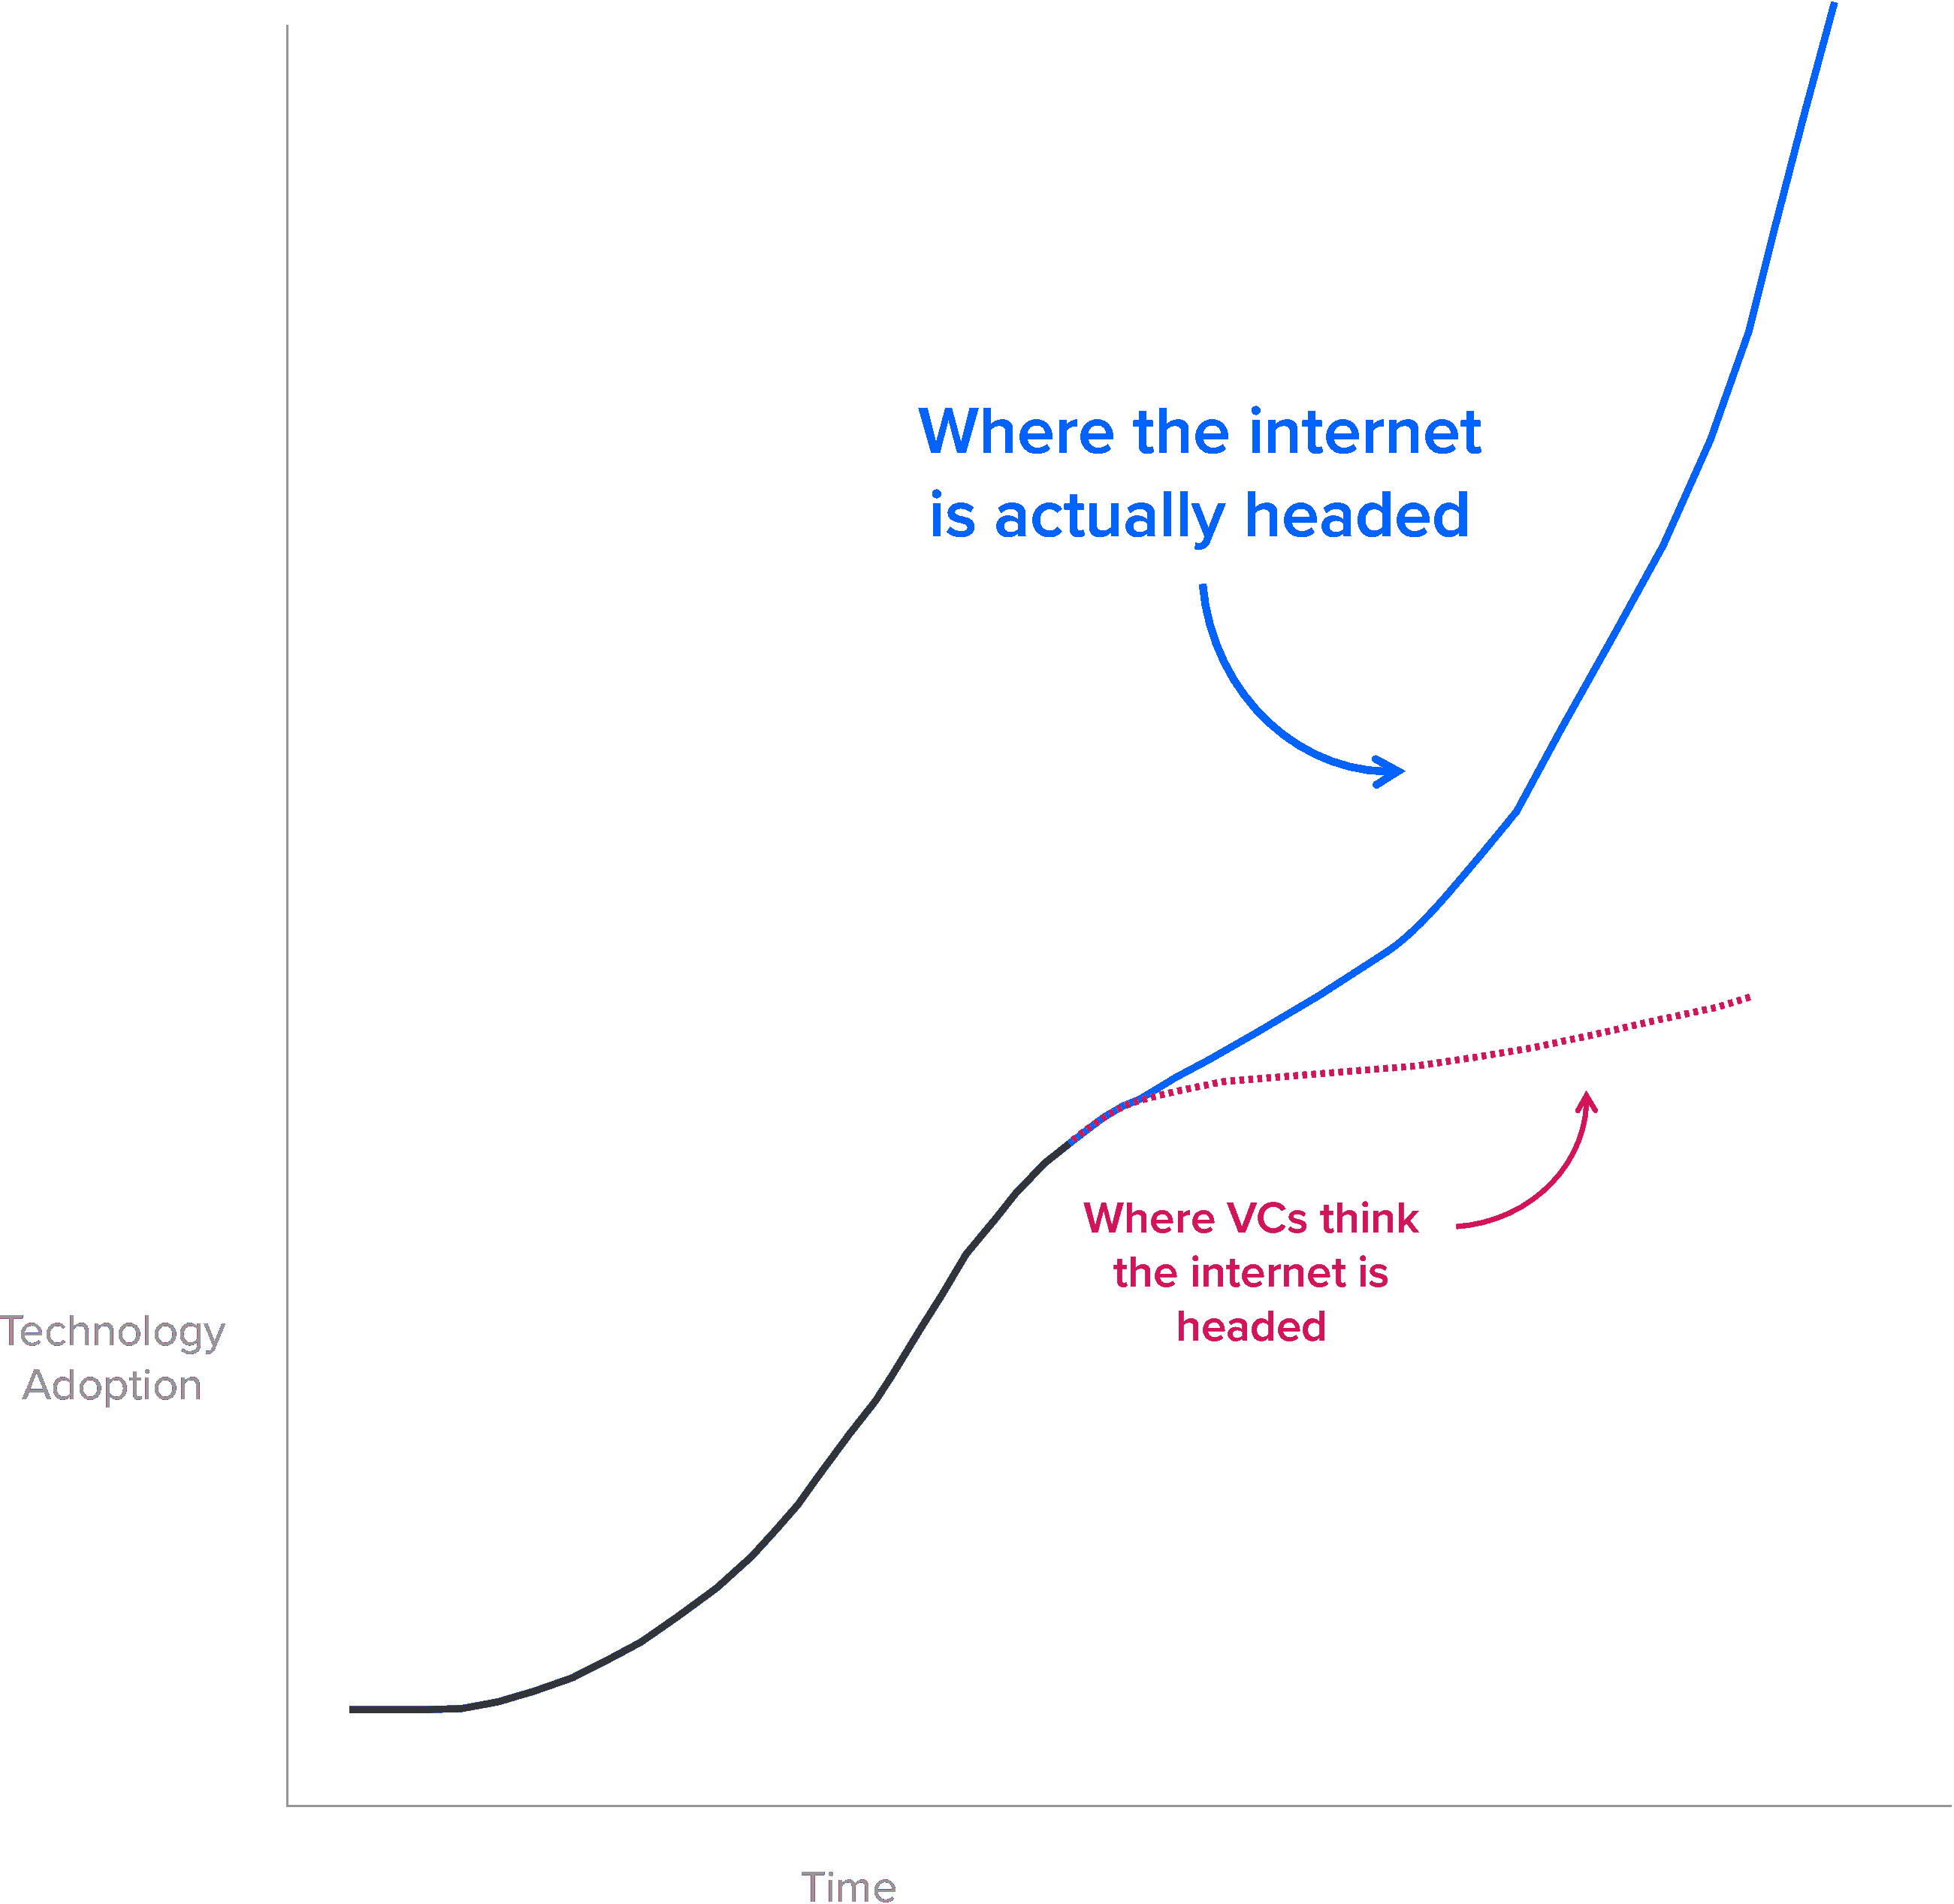 Where the internet
is actually headed
Where VCs think
the internet is
headed
Technology
Adoption
Time